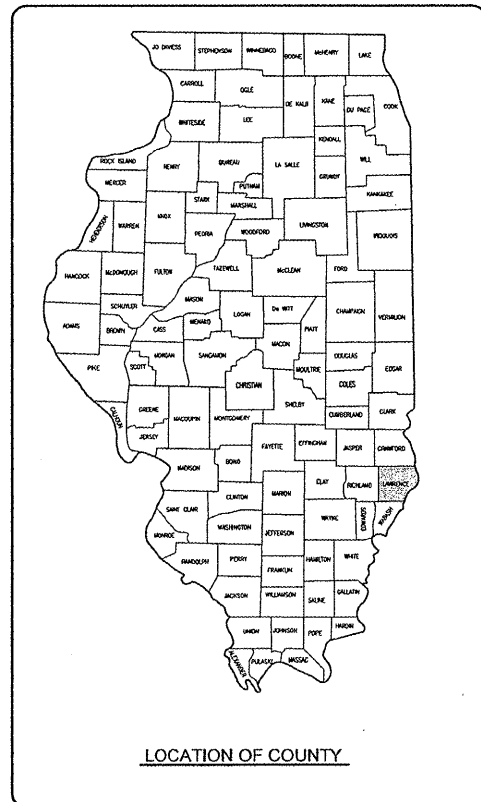 JO DAVIESS STEPHENSON WINNEBAGO BOONE McHENRY LAKE
CARROLL OGLE DE KALB KANE COOK
DU PAGE
WHITESIDE LEE
KENDALL
ROCK ISLAND HENRY BUREAU LA SALLE GRUNDY WILL
MERCER PUTNAM
KANKAKEE
STARK MARSHALL
HENDERSON WARREN KNOX PEORIA WOODFORD LIVINGSTON IROQUOIS
HANCOCK McDONOUGH FULTON TAZEWELL McCLEAN FORD
SCHUYLER MASON
ADAMS BROWN CASS MENARD LOGAN De WITT PIATT CHAMPAIGN VERMILION
MACON
PIKE SCOTT MORGAN SANGAMON MOULTRIE DOUGLAS EDGAR
CHRISTIAN COLES
CALHOUN GREENE MACOUPIN MONTGOMERY SHELBY CUMBERLAND CLARK
JERSEY FAYETTE EFFINGHAM JASPER CRAWFORD
MADISON BOND CLAY RICHLAND LAWRENCE
CLINTON MARION
SAINT CLAIR WAYNE EDWARDS WABASH
WASHINGTON JEFFERSON
MONROE
RANDOLPH PERRY HAMILTON WHITE
FRANKLIN
JACKSON WILLIAMSON SALINE GALLATIN
UNION JOHNSON POPE HARDIN
ALEXANDER PULASKI MASSAC
LOCATION OF COUNTY